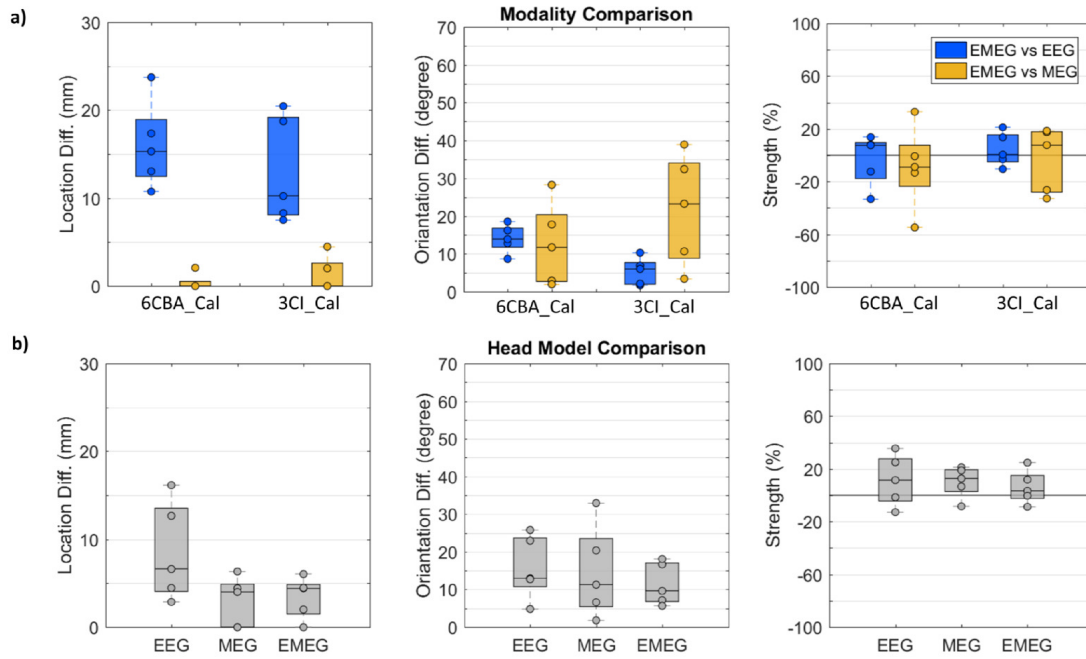 a)
Modality Comparison
30
20
10
0
Location Diff. (mm)
6CBA_Cal
3CI_Cal
70
60
50
40
30
20
10
0
Oriantation Diff. (degree)
6CBA_Cal
3CI_Cal
100
60
20
-20
-60
-100
Strength (%)
EMEG vs EEG
EMEG vs MEG
6CBA_Cal
3CI_Cal
b)
Head Model Comparison
30
20
10
0
Location Diff. (mm)
EEG
MEG
EMEG
70
60
50
40
30
20
10
0
Oriantation Diff. (degree)
EEG
MEG
EMEG
100
60
20
-20
-60
-100
Strength (%)
EEG
MEG
EMEG